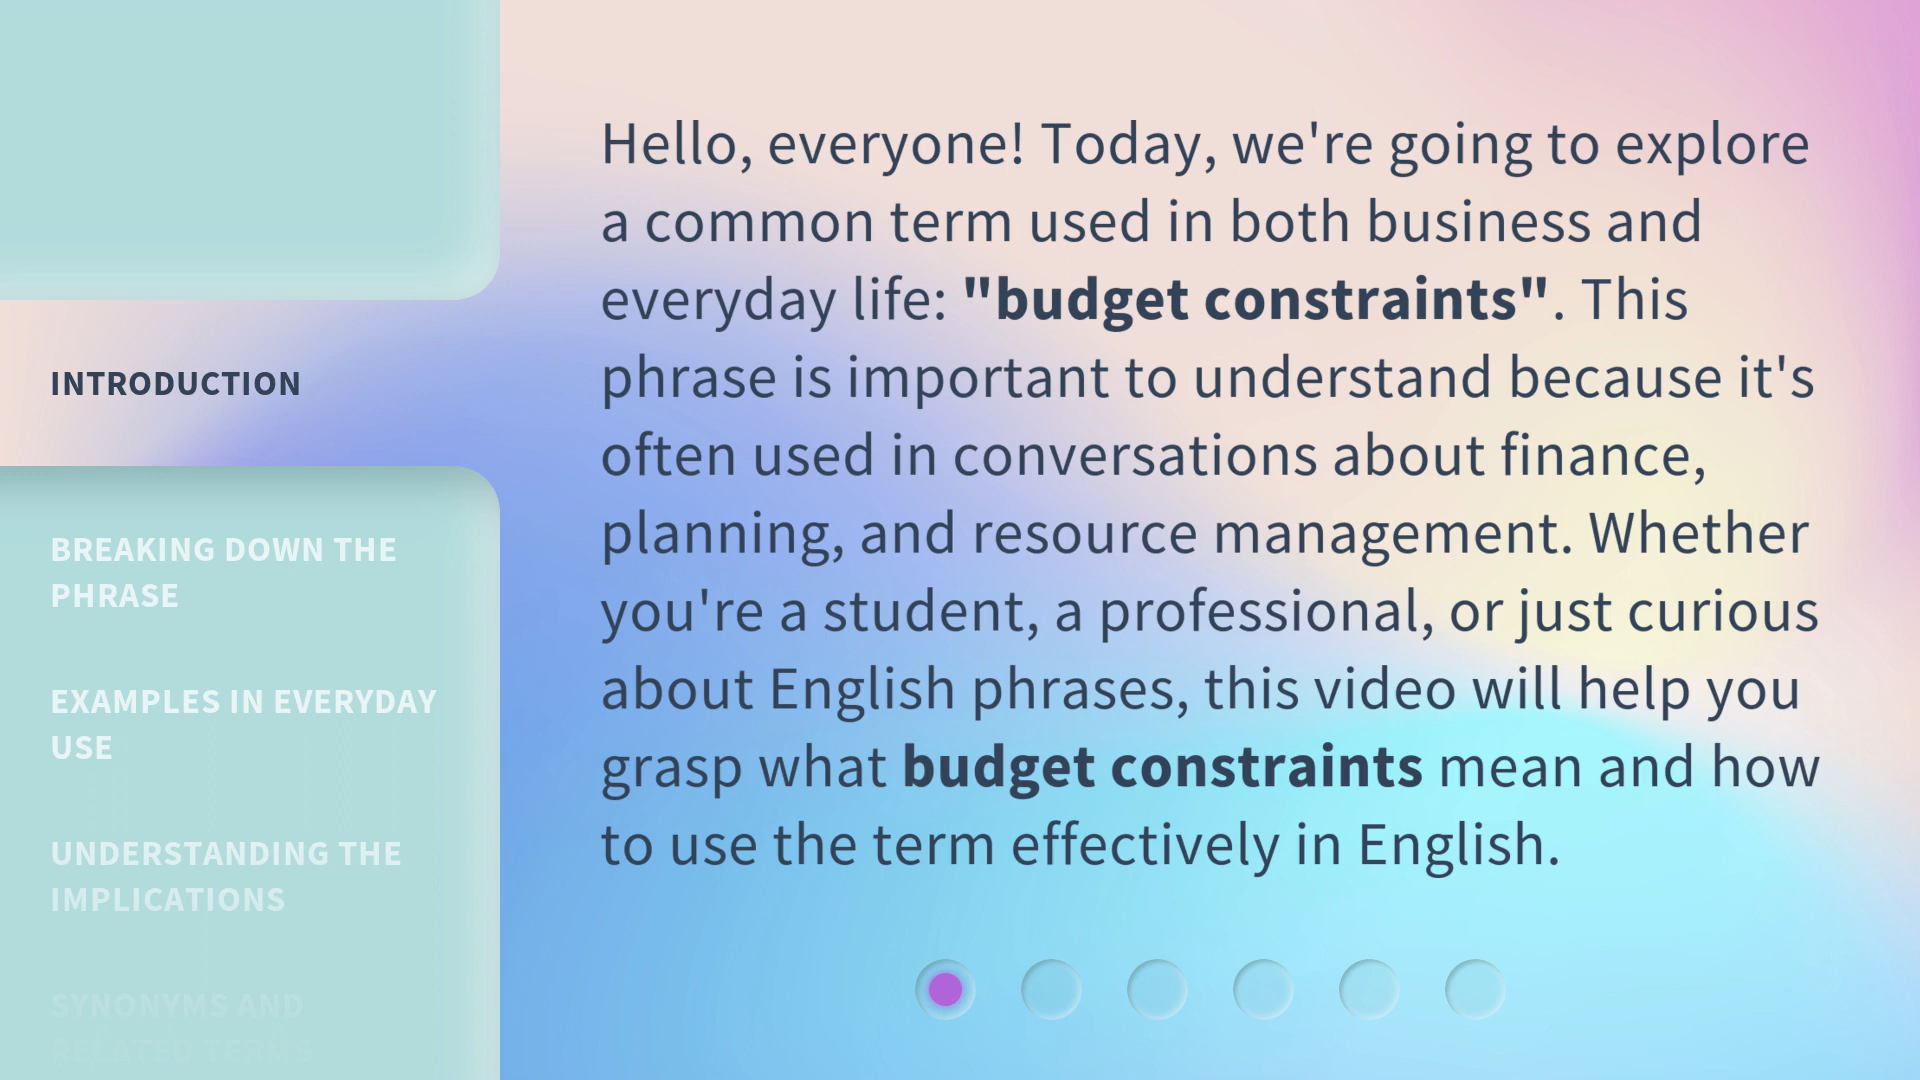 INTRODUCTION
BREAKING DOWN THE
PHRASE
EXAMPLES IN EVERYDAY
USE
UNDERSTANDING THE
IMPLICATIONS
SYNONYMS AND
RELATED TERMS
Hello, everyone! Today, we're going to explore
a common term used in both business and
everyday life: "budget constraints". This
phrase is important to understand because it's
often used in conversations about finance,
planning, and resource management. Whether
you're a student, a professional, or just curious
about English phrases, this video will help you
grasp what budget constraints mean and how
to use the term effectively in English.